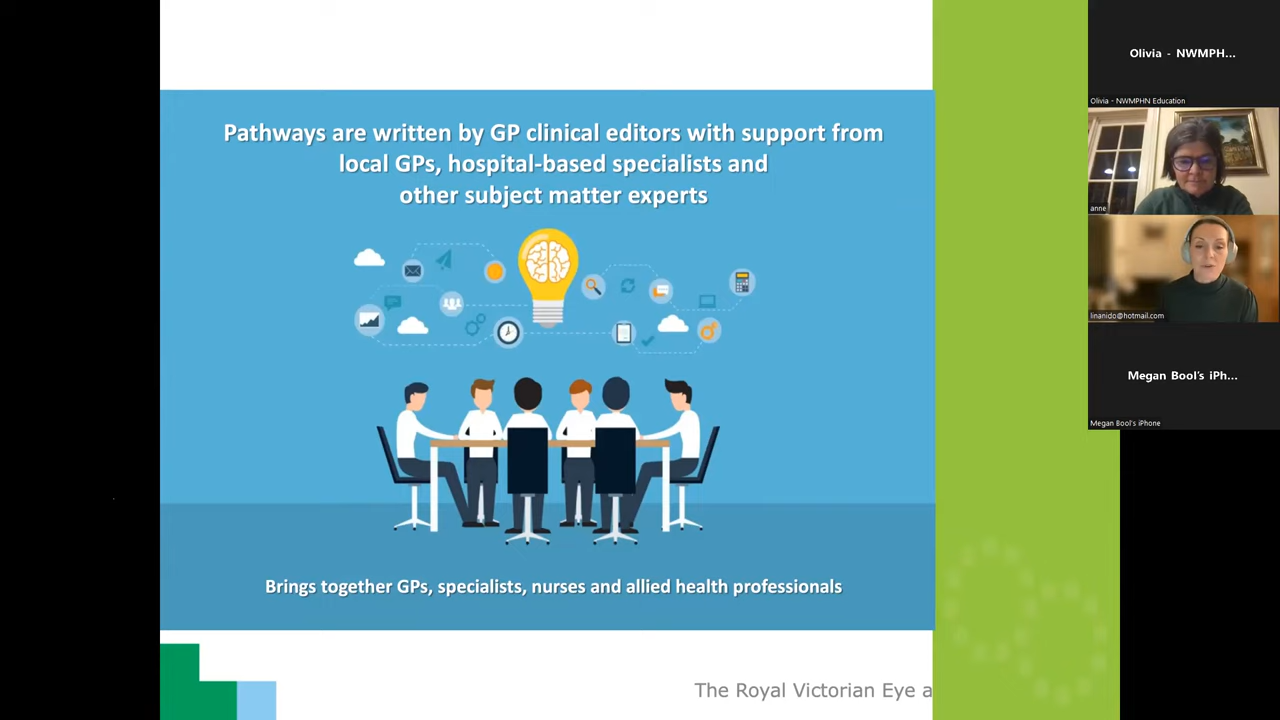 Pathways are written by GP clinical editors with support from
local GPs, hospital-based specialists and
other subject matter experts
Brings together GPs, specialists, nurses and allied health professionals
The Royal Victorian Eye a
Olivia - NWMPH...
Olivia - NWMPHN Education
anne
linanido@hotmail.com
Megan Bool's iPh...
Megan Bool's iPhone